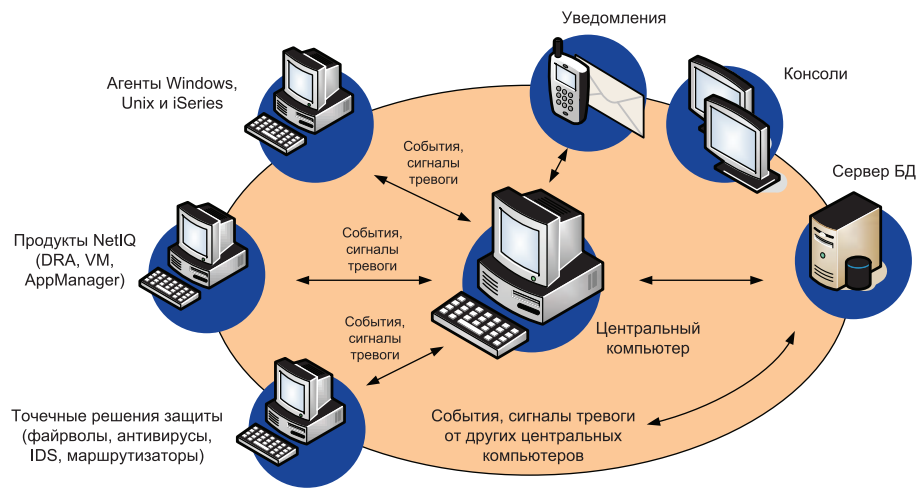 Уведомления
Консоли
Агенты Windows,
Unix и iSeries
События,
сигналы
тревоги
Сервер БД
Продукты NetIQ
(DRA, VM,
AppManager)
События,
сигналы
тревоги
События,
сигналы
тревоги
Центральный
компьютер
Точечные решения защиты
(файрволы, антивирусы,
IDS, маршрутизаторы)
События, сигналы тревоги
от других центральных
компьютеров